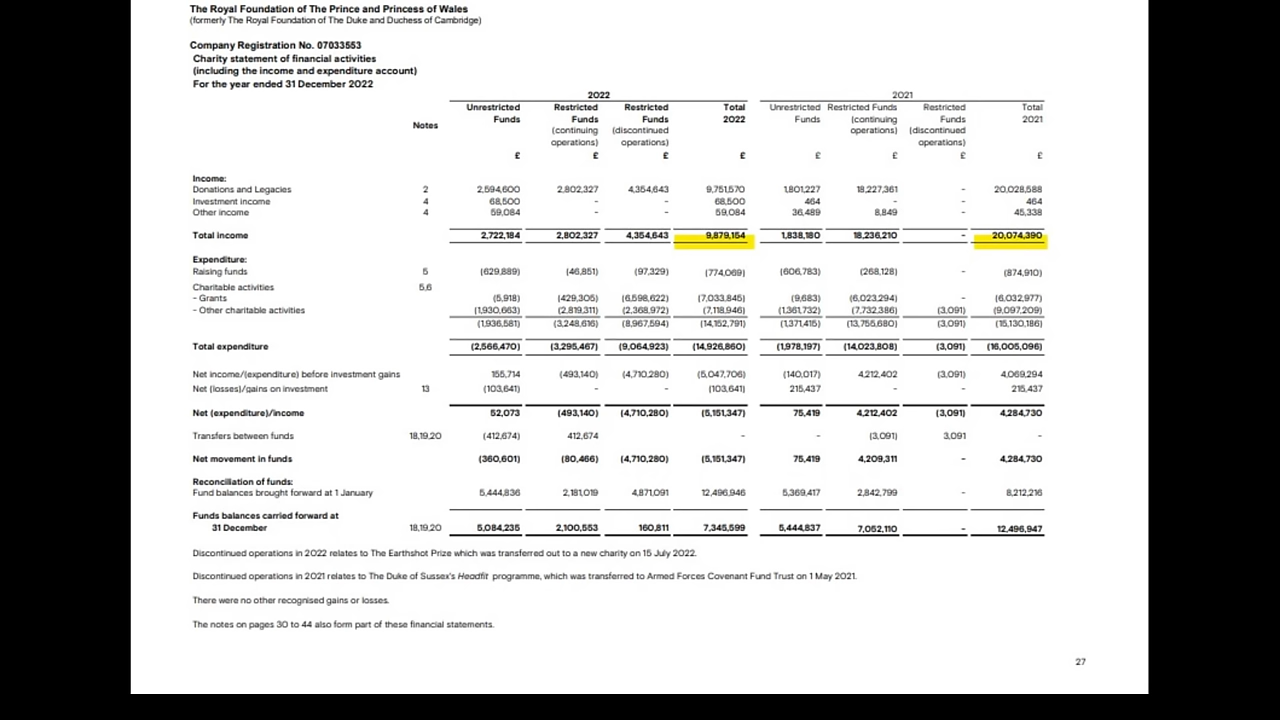 The Royal Foundation of The Prince and Princess of Wales
(formerly The Royal Foundation of The Duke and Duchess of Cambridge)
Company Registration No. 07033553
Charity statement of financial activities
(including the income and expenditure account)
For the year ended 31 December 2022
2022 2021
Unrestricted Restricted Restricted Total Unrestricted Restricted Funds Restricted Total
Funds Funds Funds 2022 Funds (continuing Funds 2021
Notes (continuing (discontinued operations) (discontinued
operations) operations) operations)
£ £ £ £ £ £ £ £
Income:
Donations and Legacies 2 2,594,600 2,802,327 4,354,643 9,751,570 1,801,227 18,227,361 - 20,028,588
Investment income 4 68,500 - - 68,500 464 - - 464
Other income 4 59,084 - - 59,084 36,489 8,849 - 45,338
Total income 2,722,184 2,802,327 4,354,643 9,879,154 1,838,180 18,236,210 - 20,074,390
Expenditure:
Raising funds 5 (629,889) (46,851) (97,329) (774,069) (606,783) (268,128) - (874,910)
Charitable activities 5,6
- Grants (5,918) (429,305) (6,598,622) (7,033,845) (9,683) (6,023,294) - (6,032,977)
- Other charitable activities (1,930,663) (2,819,311) (2,368,972) (7,118,946) (1,361,732) (7,732,386) (3,091) (9,097,209)
(1,936,581) (3,248,616) (8,967,594) (14,152,791) (1,371,415) (13,755,680) (3,091) (15,130,186)
Total expenditure (2,566,470) (3,295,467) (9,064,923) (14,926,860) (1,978,197) (14,023,808) (3,091) (16,005,096)
Net income/(expenditure) before investment gains 155,714 (493,140) (4,710,280) (5,047,706) (140,017) 4,212,402 (3,091) 4,069,294
Net (losses)/gains on investment 13 (103,641) - - (103,641) 215,437 - - 215,437
Net (expenditure)/income 52,073 (493,140) (4,710,280) (5,151,347) 75,419 4,212,402 (3,091) 4,284,730
Transfers between funds 18,19,20 (412,674) 412,674 - - (3,091) 3,091 -
Net movement in funds (360,601) (80,466) (4,710,280) (5,151,347) 75,419 4,209,311 - 4,284,730
Reconciliation of funds:
Fund balances brought forward at 1 January 5,444,836 2,181,019 4,871,091 12,496,946 5,369,417 2,842,799 - 8,212,216
Funds balances carried forward at
31 December 18,19,20 5,084,235 2,100,553 160,811 7,345,599 5,444,837 7,052,110 - 12,496,947
Discontinued operations in 2022 relates to The Earthshot Prize which was transferred out to a new charity on 15 July 2022.
Discontinued operations in 2021 relates to The Duke of Sussex's Headfit programme, which was transferred to Armed Forces Covenant Fund Trust on 1 May 2021.
There were no other recognised gains or losses.
The notes on pages 30 to 44 also form part of these financial statements.
27